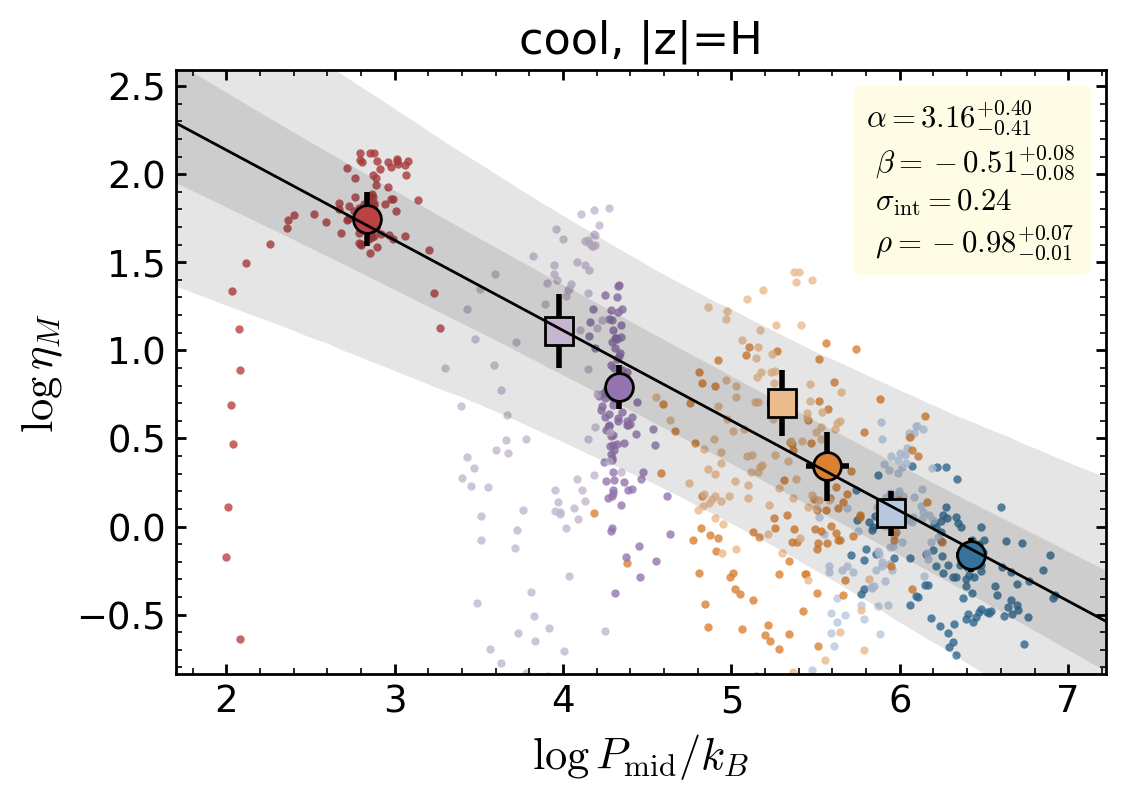 cool, |z|=H
2.5
2.0
1.5
1.0
0.5
0.0
−0.5
log η_M
α = 3.16^{+0.40}_{−0.41}
β = −0.51^{+0.08}_{−0.08}
σ_int = 0.24
ρ = −0.98^{+0.07}_{−0.01}
2 3 4 5 6 7
log P_mid/k_B